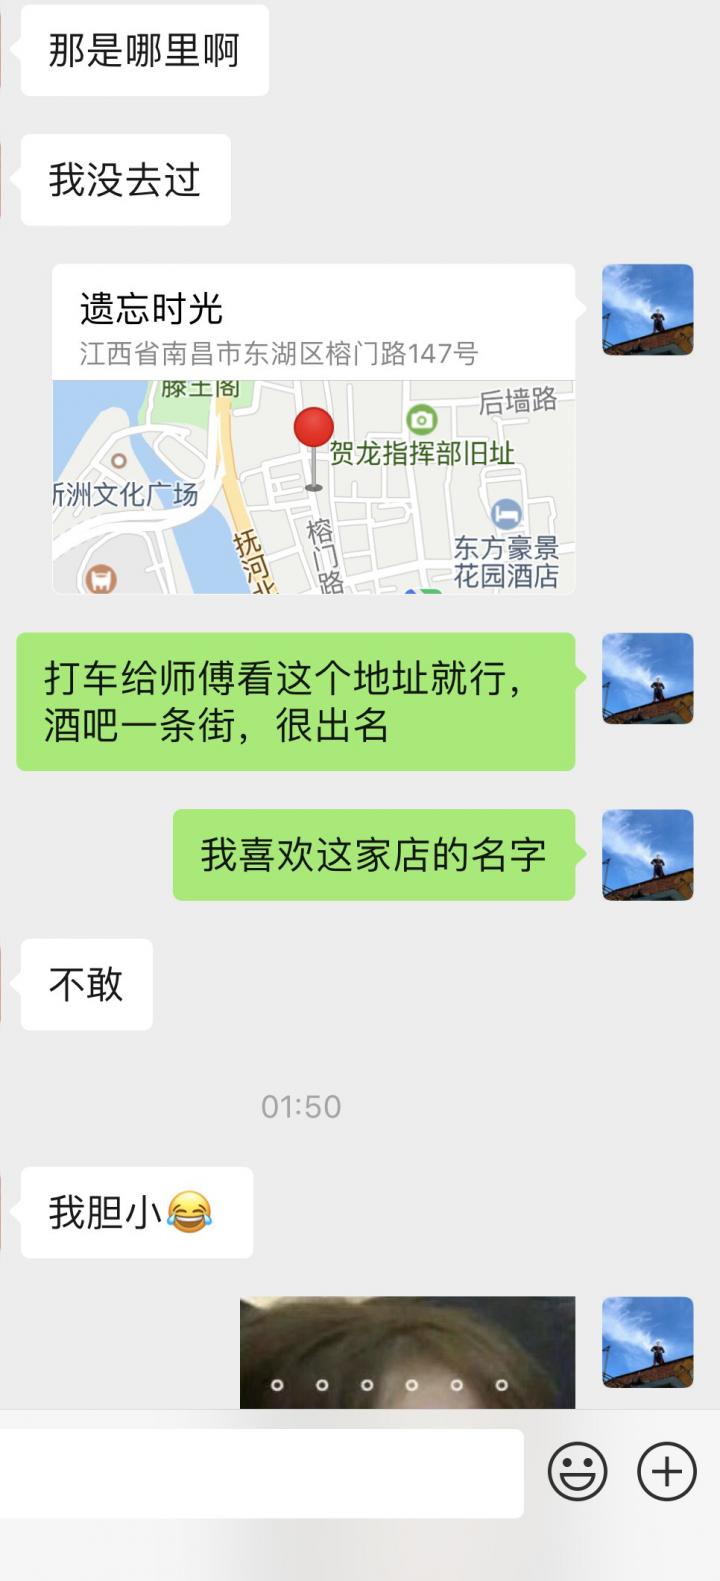 那是哪里啊
我没去过
遗忘时光
江西省南昌市东湖区榕门路147号
滕王阁
后墙路
贺龙指挥部旧址
新洲文化广场
榕门路
抚河北
东方豪景
花园酒店
打车给师傅看这个地址就行，
酒吧一条街，很出名
我喜欢这家店的名字
不敢
01:50
我胆小😂